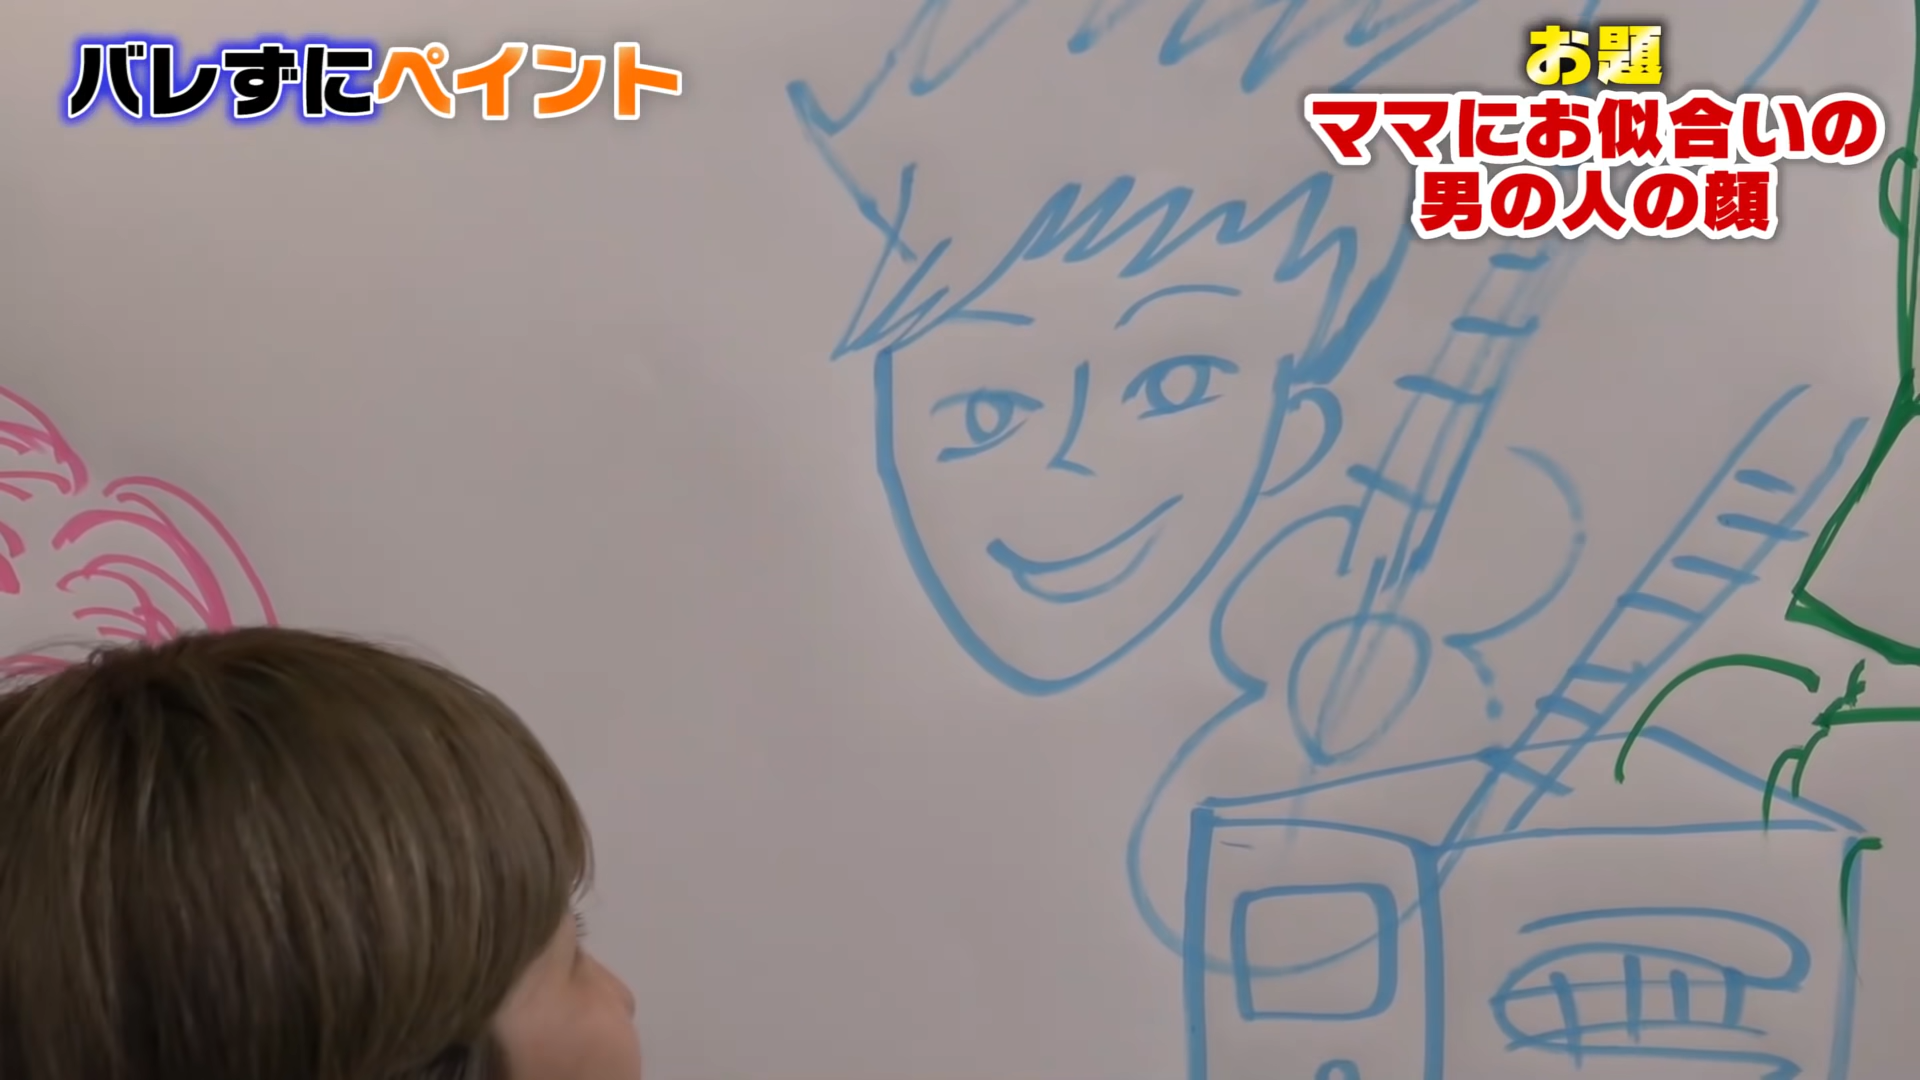 バレずにペイント
お題
ママにお似合いの
男の人の顔